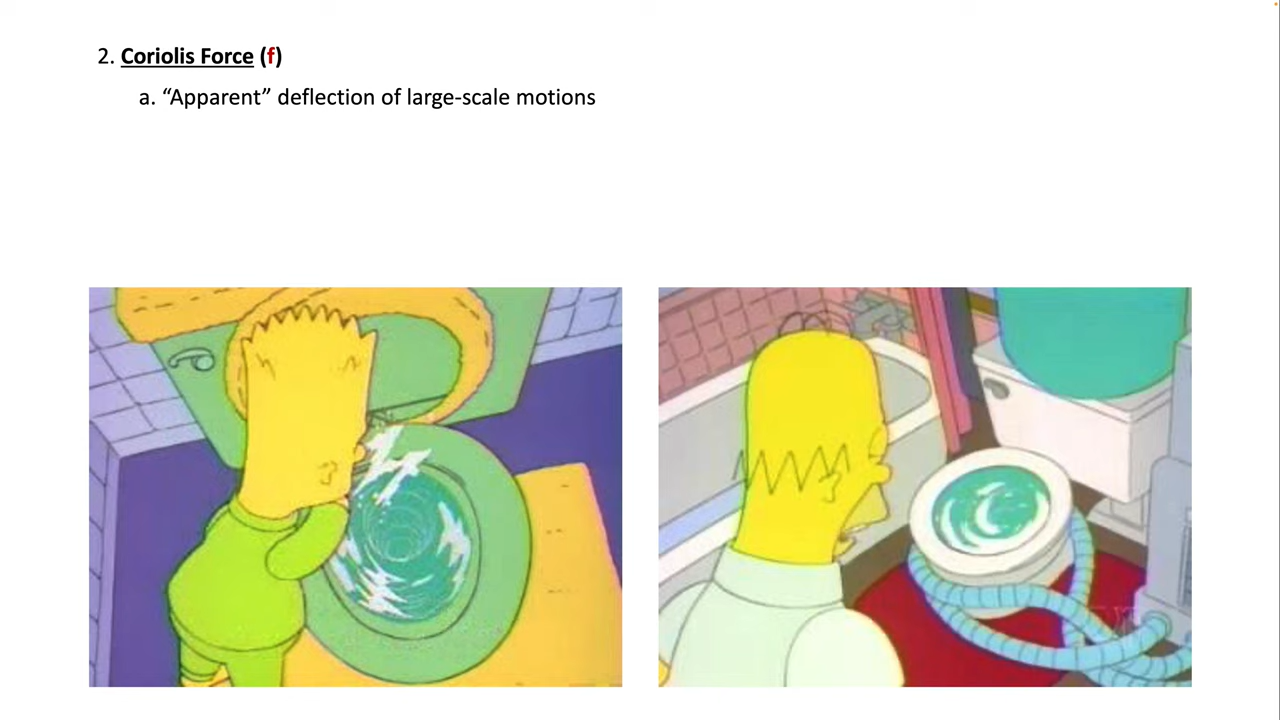 2. Coriolis Force (f)
a. “Apparent” deflection of large-scale motions